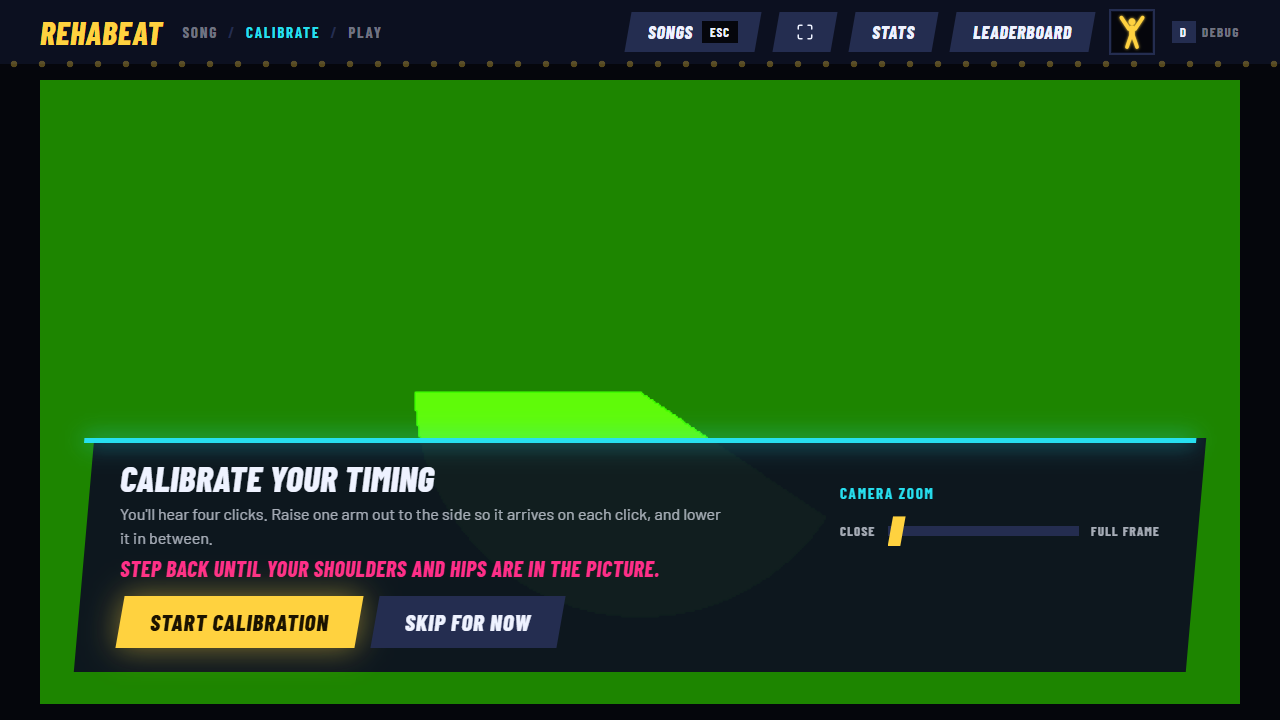 REHABEAT
SONG / CALIBRATE / PLAY
SONGS ESC
STATS
LEADERBOARD
D DEBUG
CALIBRATE YOUR TIMING
You'll hear four clicks. Raise one arm out to the side so it arrives on each click, and lower
it in between.
STEP BACK UNTIL YOUR SHOULDERS AND HIPS ARE IN THE PICTURE.
START CALIBRATION
SKIP FOR NOW
CAMERA ZOOM
CLOSE
FULL FRAME